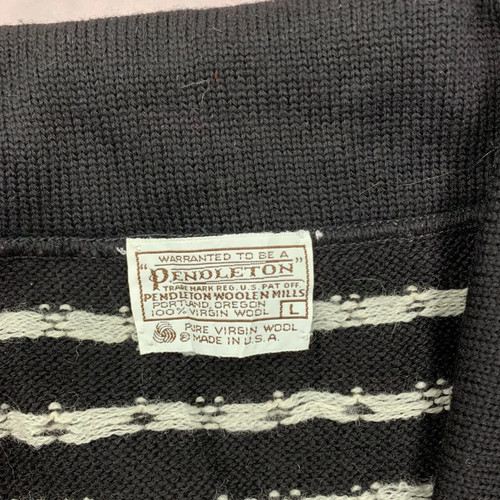 WARRANTED TO BE A
"PENDLETON"
TRADE MARK REG. U.S. PAT. OFF.
PENDLETON WOOLEN MILLS
PORTLAND, OREGON
100% VIRGIN WOOL L
PURE VIRGIN WOOL
© MADE IN U.S.A.